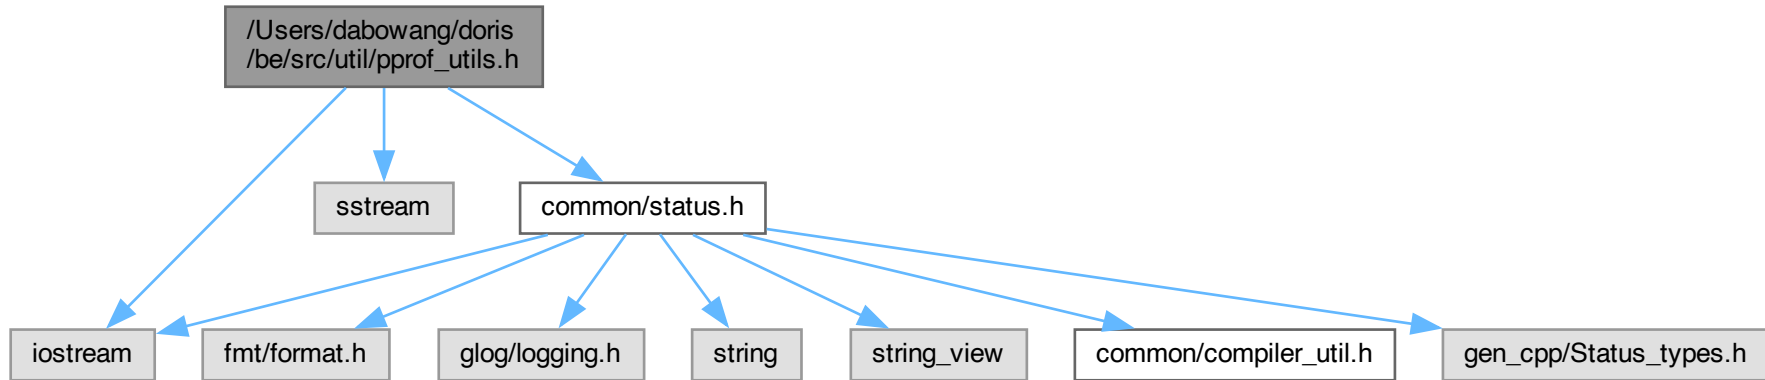 /Users/dabowang/doris
/be/src/util/pprof_utils.h
sstream
common/status.h
iostream
fmt/format.h
glog/logging.h
string
string_view
common/compiler_util.h
gen_cpp/Status_types.h